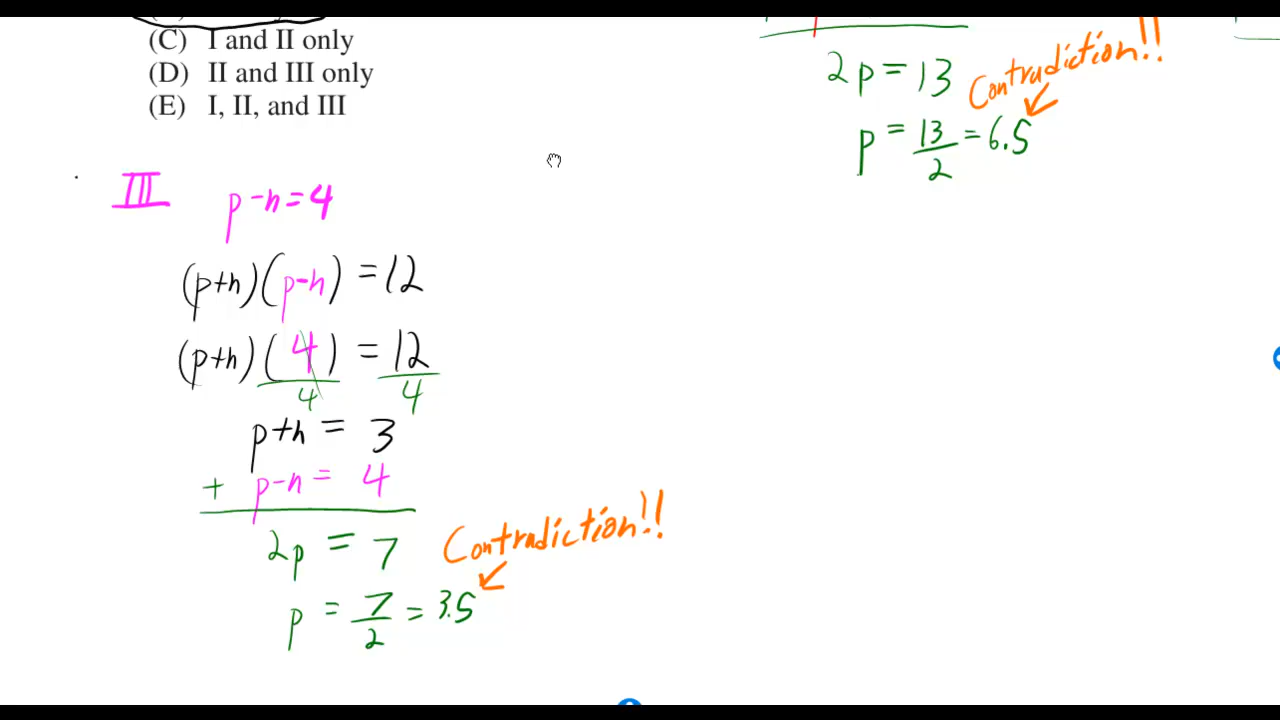 (C) I and II only
(D) II and III only
(E) I, II, and III
2p = 13
Contradiction!!
p = 13/2 = 6.5
III p-n=4
(p+n)(p-n) = 12
(p+n)(4)/4 = 12/4
p+n = 3
+ p-n = 4
2p = 7
Contradiction!!
p = 7/2 = 3.5